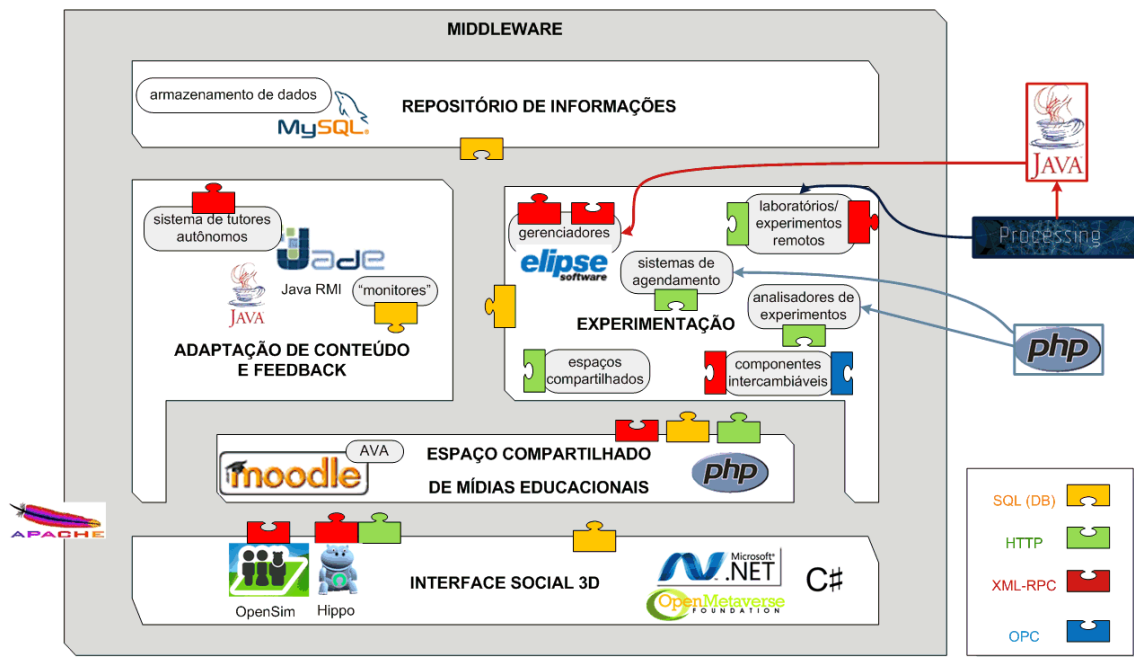 MIDDLEWARE
armazenamento de dados
MySQL®
REPOSITÓRIO DE INFORMAÇÕES
sistema de tutores
autônomos
Jade
JAVA
Java RMI
“monitores”
ADAPTAÇÃO DE CONTEÚDO
E FEEDBACK
gerenciadores
elipse
software
laboratórios/
experimentos
remotos
sistemas de
agendamento
analisadores de
experimentos
EXPERIMENTAÇÃO
espaços
compartilhados
componentes
intercambiáveis
JAVA
Processing
php
moodle
AVA
ESPAÇO COMPARTILHADO
DE MÍDIAS EDUCACIONAIS
php
APACHE
OpenSim
Hippo
INTERFACE SOCIAL 3D
Microsoft®
.NET
OpenMetaverse
FOUNDATION
C#
SQL (DB)
HTTP
XML-RPC
OPC